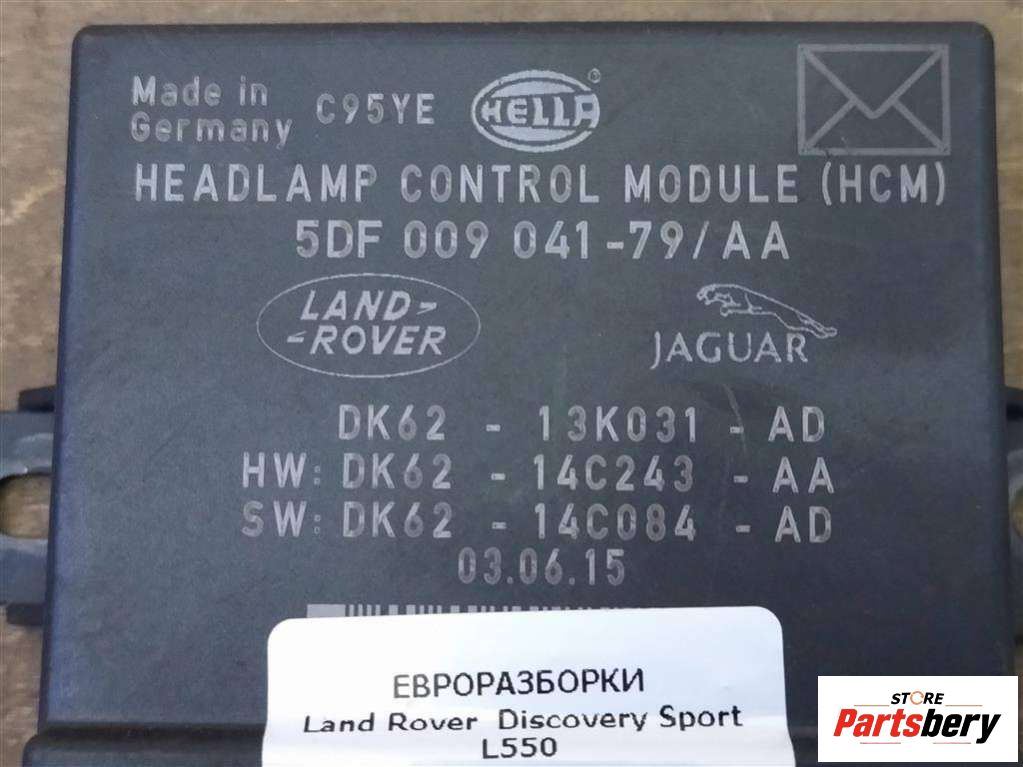 Made in
Germany
C95YE
HELLA®
HEADLAMP CONTROL MODULE (HCM)
5DF 009 041-79/AA
LAND-
-ROVER
JAGUAR
DK62 - 13K031 - AD
HW: DK62 - 14C243 - AA
SW: DK62 - 14C084 - AD
03.06.15
ЕВРОРАЗБОРКИ
Land Rover Discovery Sport
L550
STORE
Partsbery